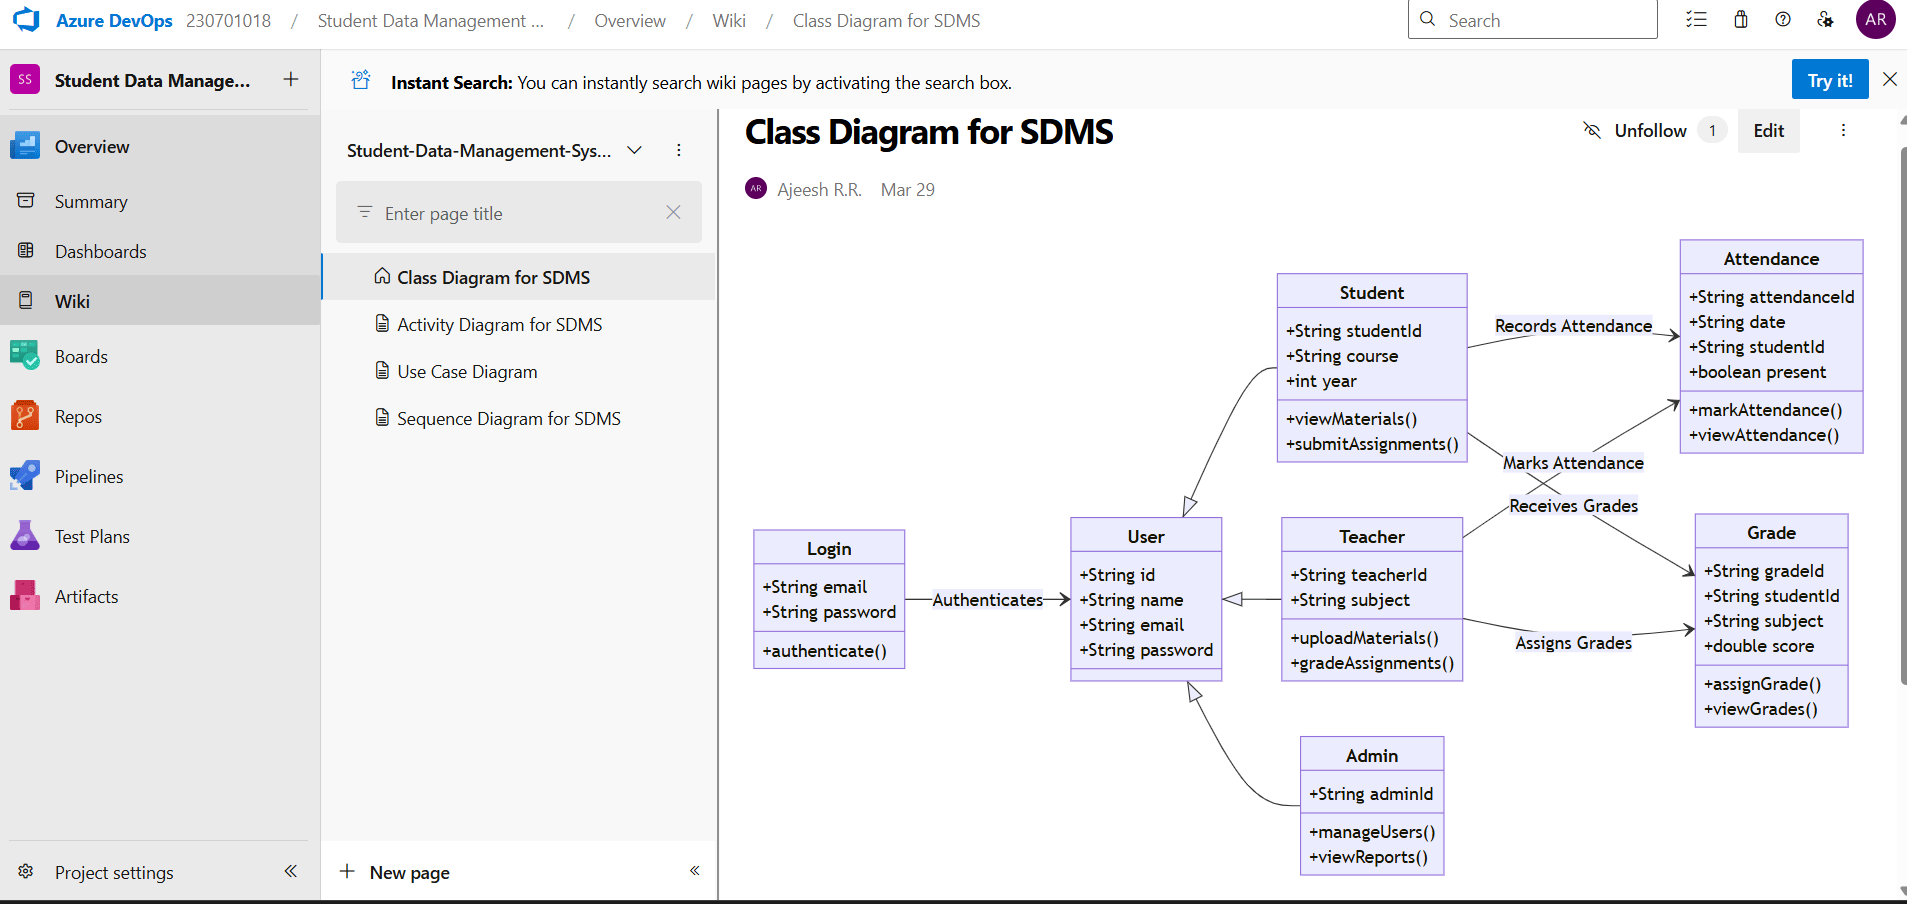 Azure DevOps 230701018 / Student Data Management ... / Overview / Wiki / Class Diagram for SDMS
Search
AR
SS Student Data Manage...
Overview
Summary
Dashboards
Wiki
Boards
Repos
Pipelines
Test Plans
Artifacts
Project settings
Instant Search: You can instantly search wiki pages by activating the search box.
Try it!
Student-Data-Management-Sys...
Enter page title
Class Diagram for SDMS
Activity Diagram for SDMS
Use Case Diagram
Sequence Diagram for SDMS
New page
Class Diagram for SDMS
Unfollow 1
Edit
AR Ajeesh R.R. Mar 29
Login
+String email
+String password
+authenticate()
Authenticates
User
+String id
+String name
+String email
+String password
Student
+String studentId
+String course
+int year
+viewMaterials()
+submitAssignments()
Teacher
+String teacherId
+String subject
+uploadMaterials()
+gradeAssignments()
Admin
+String adminId
+manageUsers()
+viewReports()
Records Attendance
Marks Attendance
Receives Grades
Assigns Grades
Attendance
+String attendanceId
+String date
+String studentId
+boolean present
+markAttendance()
+viewAttendance()
Grade
+String gradeId
+String studentId
+String subject
+double score
+assignGrade()
+viewGrades()